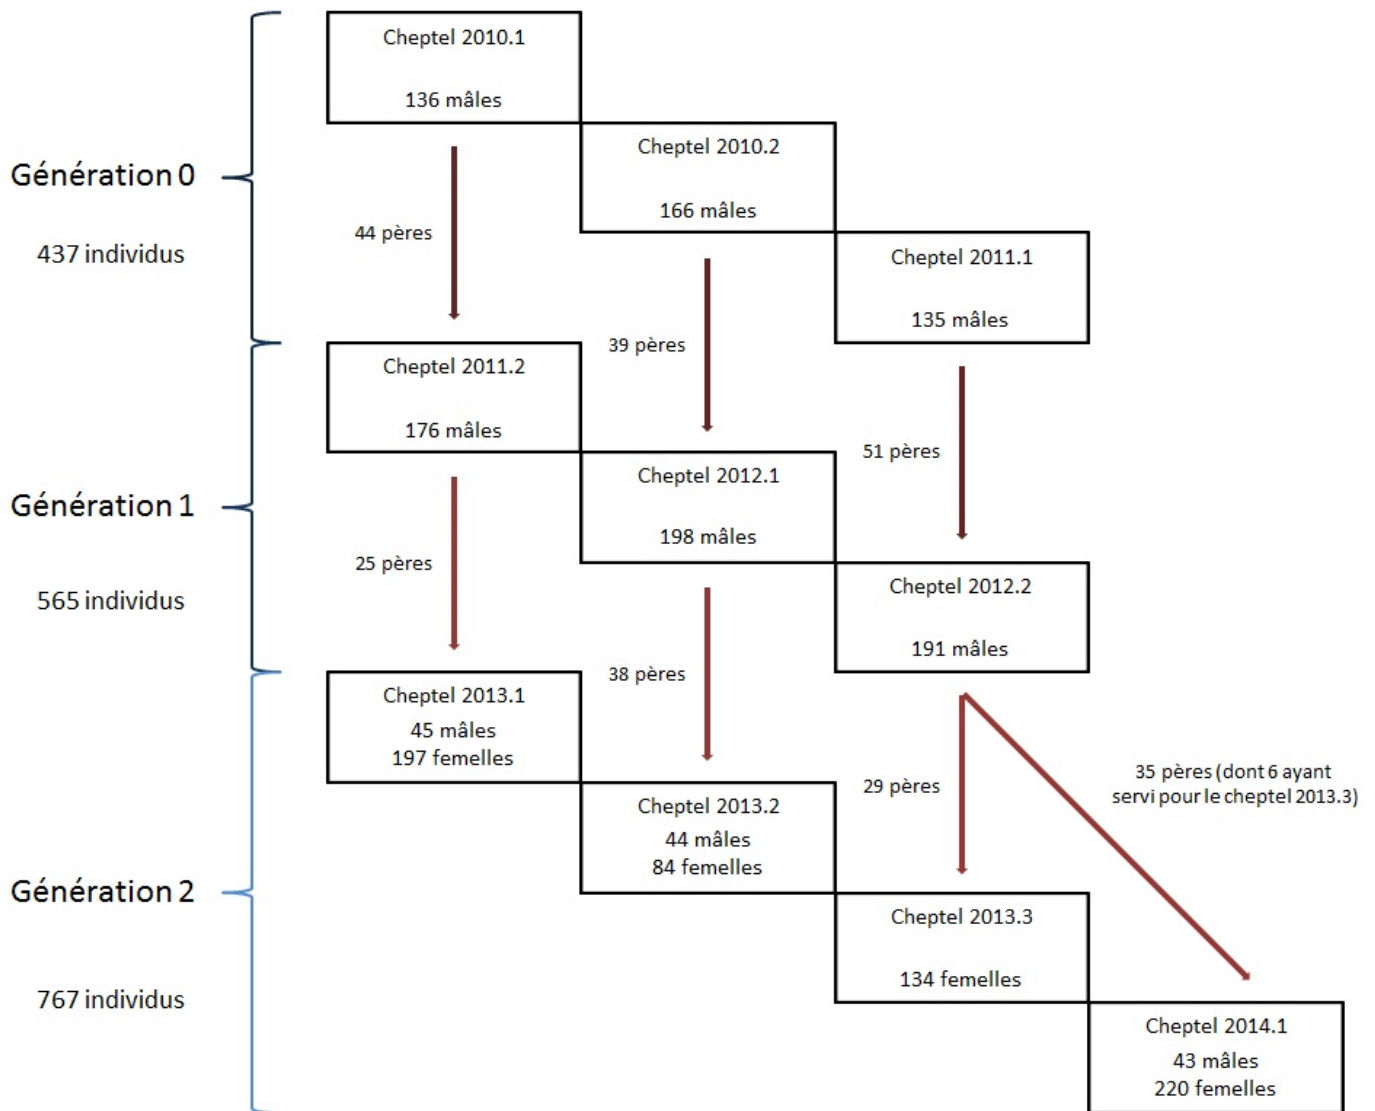 Cheptel 2010.1
136 mâles
Cheptel 2010.2
166 mâles
Génération 0
437 individus
44 pères
Cheptel 2011.1
135 mâles
39 pères
Cheptel 2011.2
176 mâles
51 pères
Cheptel 2012.1
198 mâles
Génération 1
565 individus
25 pères
Cheptel 2012.2
191 mâles
38 pères
Cheptel 2013.1
45 mâles
197 femelles
29 pères
35 pères (dont 6 ayant
servi pour le cheptel 2013.3)
Cheptel 2013.2
44 mâles
84 femelles
Génération 2
767 individus
Cheptel 2013.3
134 femelles
Cheptel 2014.1
43 mâles
220 femelles